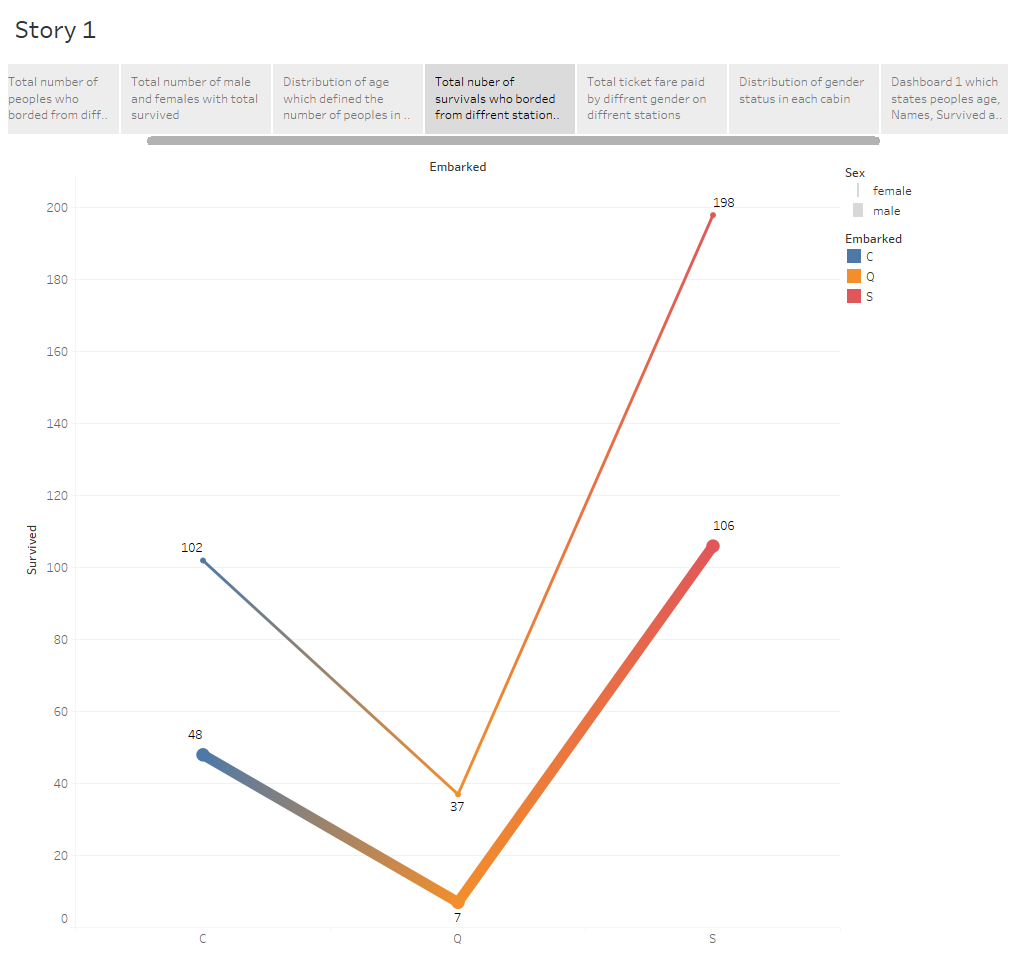 Story 1
Total number of
peoples who
borded from diff..
Total number of male
and females with total
survived
Distribution of age
which defined the
number of peoples in ..
Total nuber of
survivals who borded
from diffrent station..
Total ticket fare paid
by diffrent gender on
diffrent stations
Distribution of gender
status in each cabin
Dashboard 1 which
states peoples age,
Names, Survived a..
Embarked
Sex
female
male
Embarked
C
Q
S
Survived
200
180
160
140
120
100
80
60
40
20
0
198
106
102
48
37
7
C
Q
S